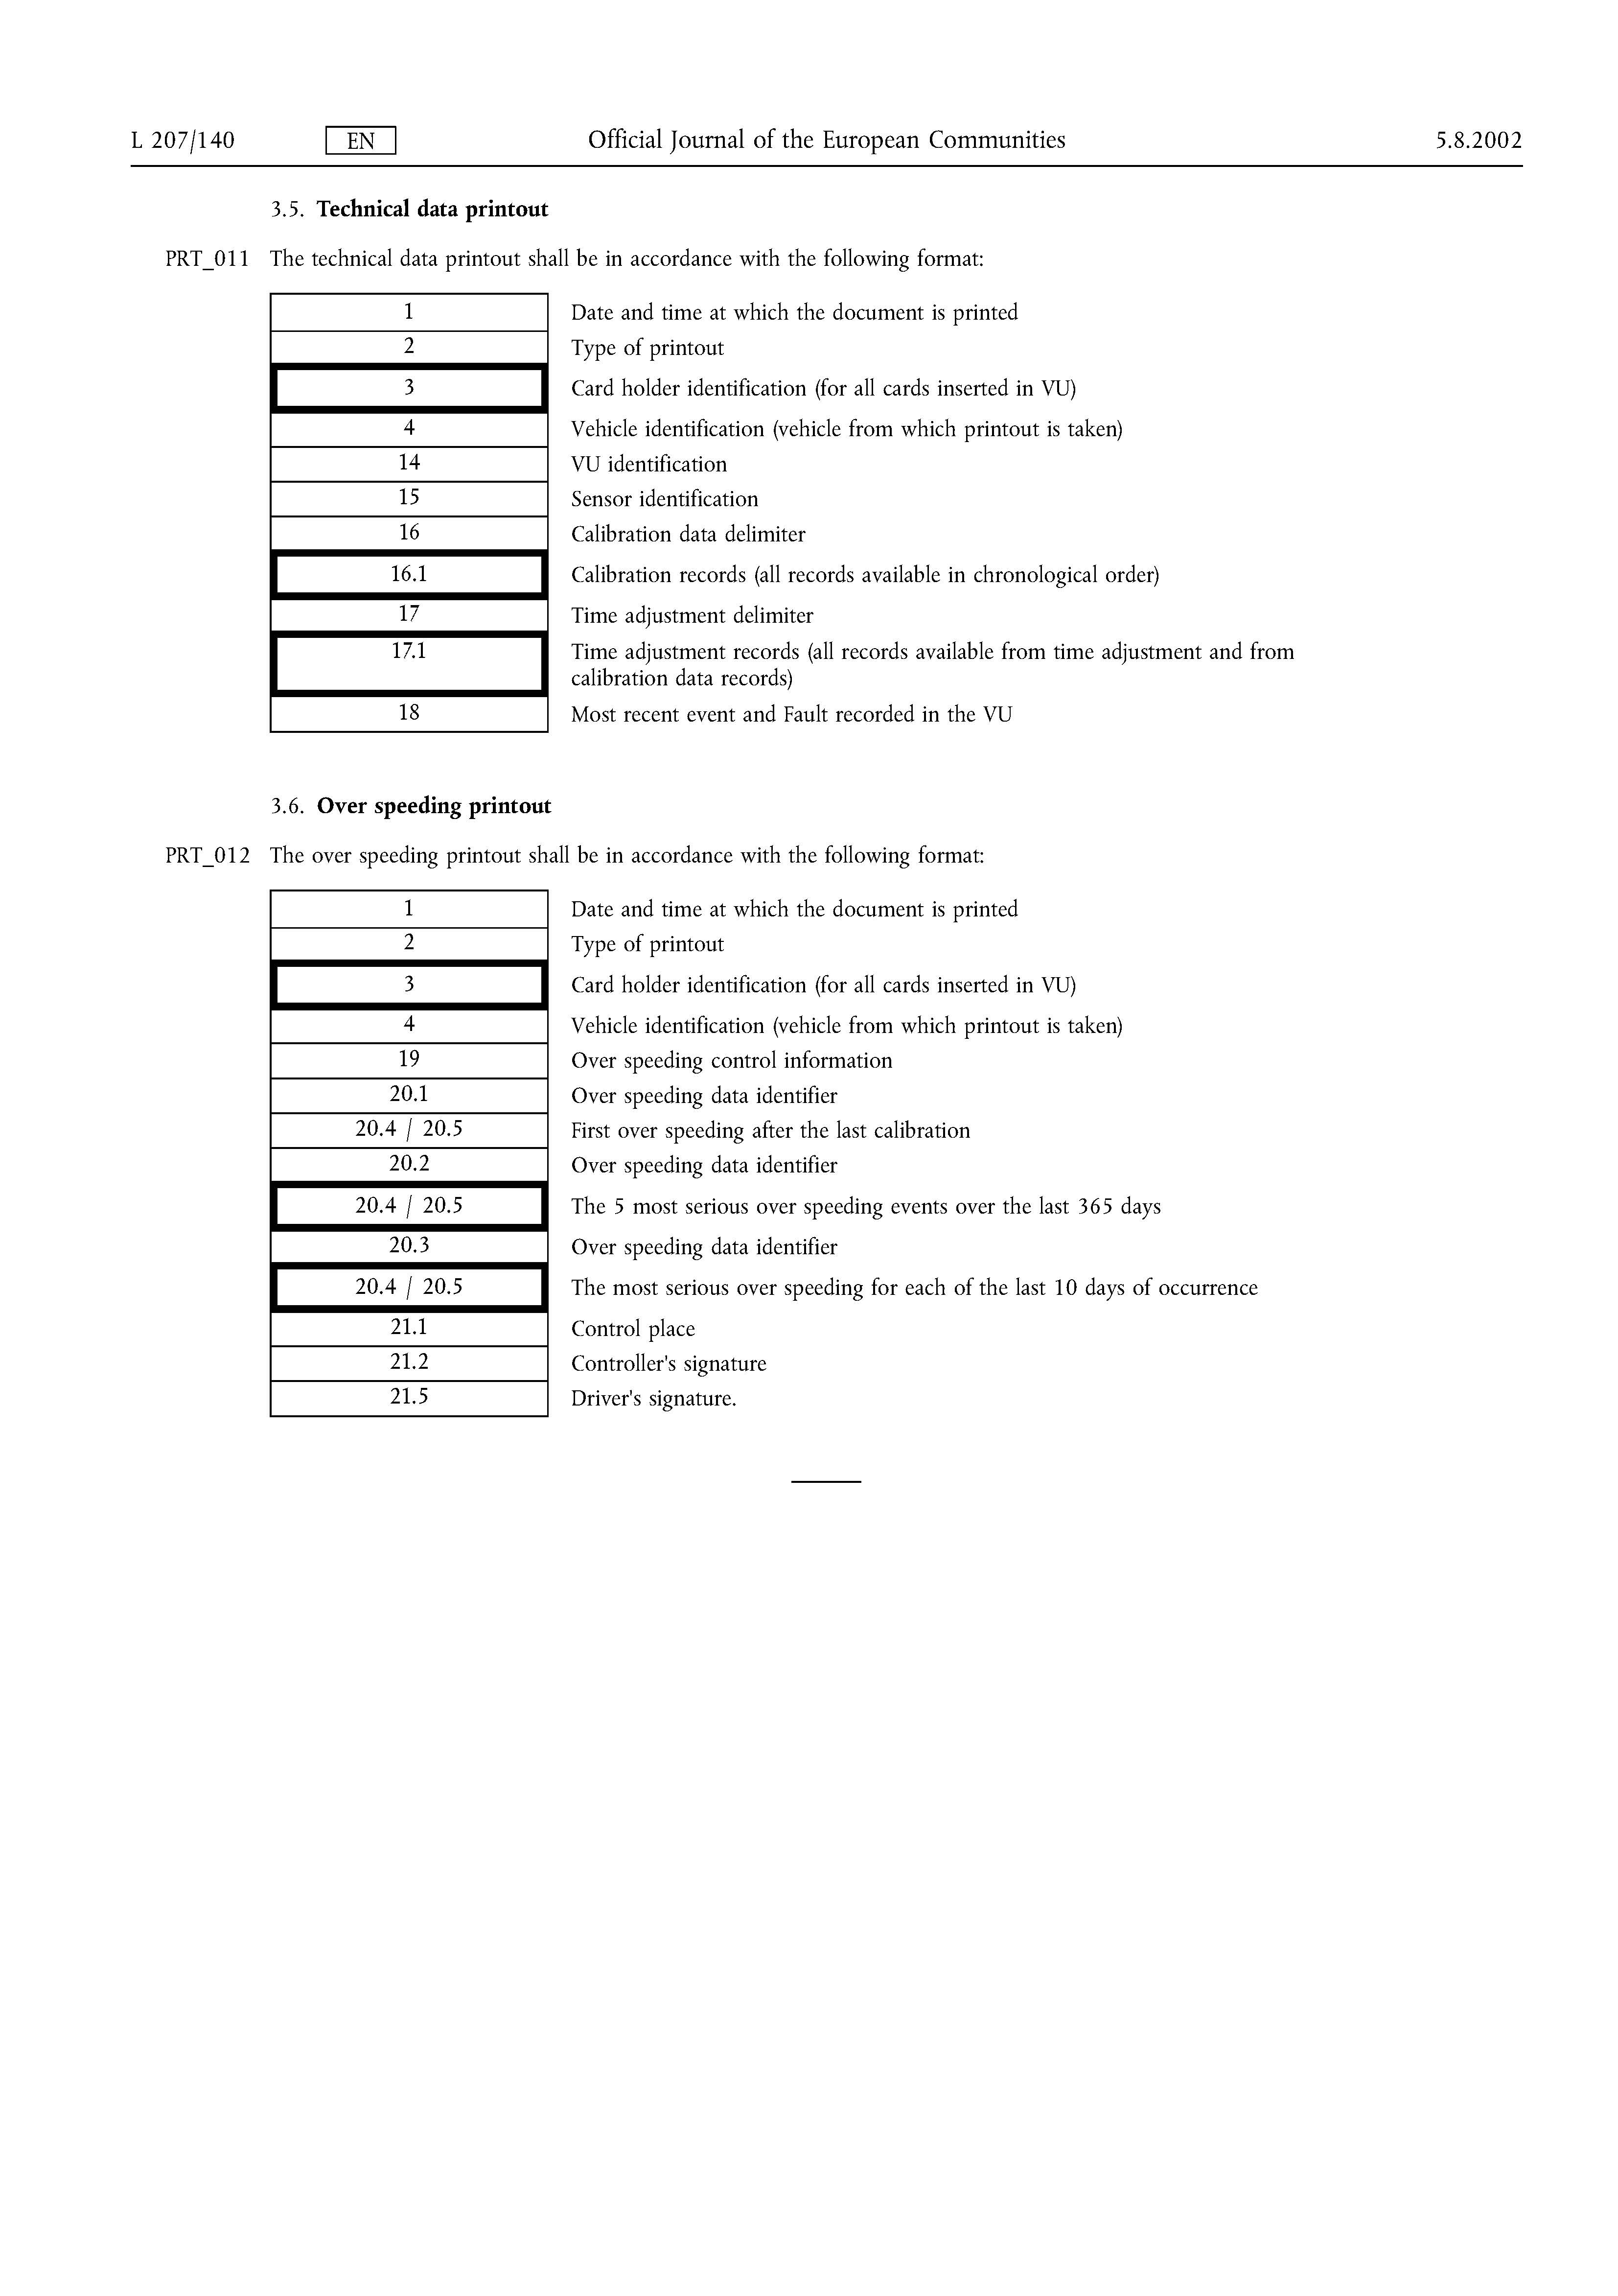 L 207/140 EN Official Journal of the European Communities 5.8.2002
3.5. Technical data printout
PRT_011 The technical data printout shall be in accordance with the following format:
1 Date and time at which the document is printed
2 Type of printout
3 Card holder identification (for all cards inserted in VU)
4 Vehicle identification (vehicle from which printout is taken)
14 VU identification
15 Sensor identification
16 Calibration data delimiter
16.1 Calibration records (all records available in chronological order)
17 Time adjustment delimiter
17.1 Time adjustment records (all records available from time adjustment and from
calibration data records)
18 Most recent event and Fault recorded in the VU
3.6. Over speeding printout
PRT_012 The over speeding printout shall be in accordance with the following format:
1 Date and time at which the document is printed
2 Type of printout
3 Card holder identification (for all cards inserted in VU)
4 Vehicle identification (vehicle from which printout is taken)
19 Over speeding control information
20.1 Over speeding data identifier
20.4 / 20.5 First over speeding after the last calibration
20.2 Over speeding data identifier
20.4 / 20.5 The 5 most serious over speeding events over the last 365 days
20.3 Over speeding data identifier
20.4 / 20.5 The most serious over speeding for each of the last 10 days of occurrence
21.1 Control place
21.2 Controller's signature
21.5 Driver's signature.